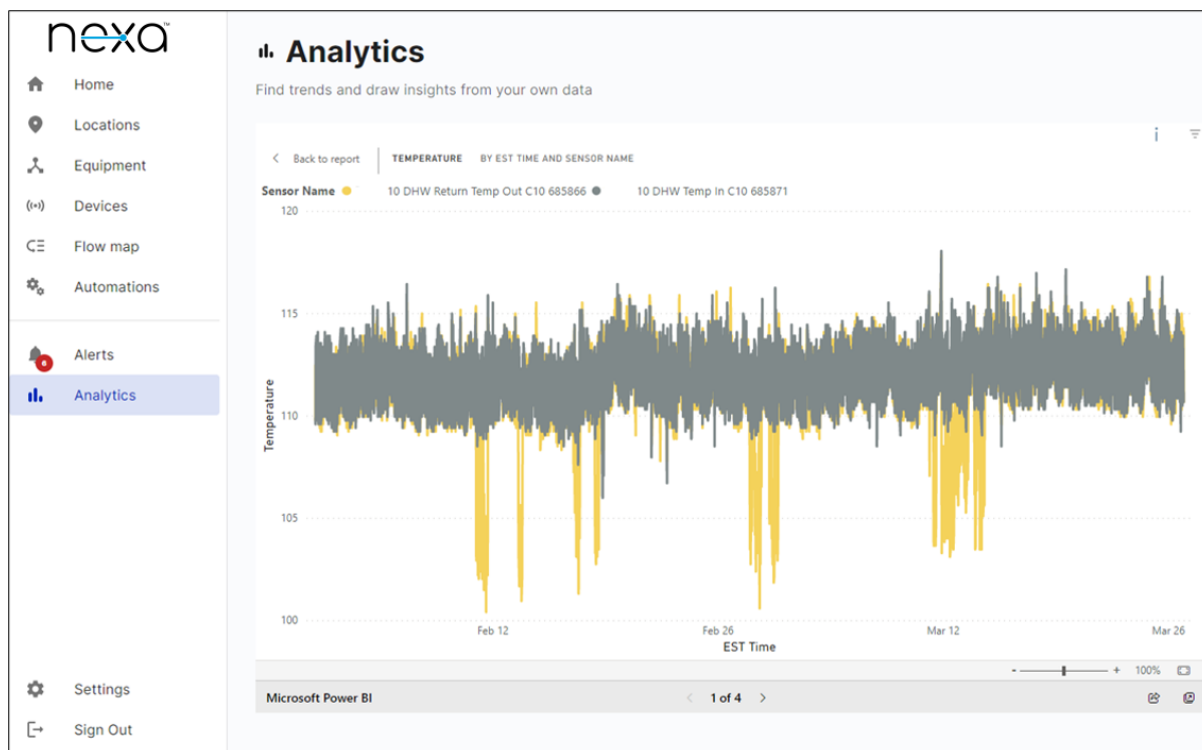 nexa™
Home
Locations
Equipment
Devices
Flow map
Automations
Alerts
Analytics
Settings
Sign Out
Analytics
Find trends and draw insights from your own data
Back to report
TEMPERATURE BY EST TIME AND SENSOR NAME
Sensor Name 10 DHW Return Temp Out C10 685866 10 DHW Temp In C10 685871
120
115
110
105
100
Temperature
Feb 12 Feb 26 Mar 12 Mar 26
EST Time
- + 100%
Microsoft Power BI 1 of 4